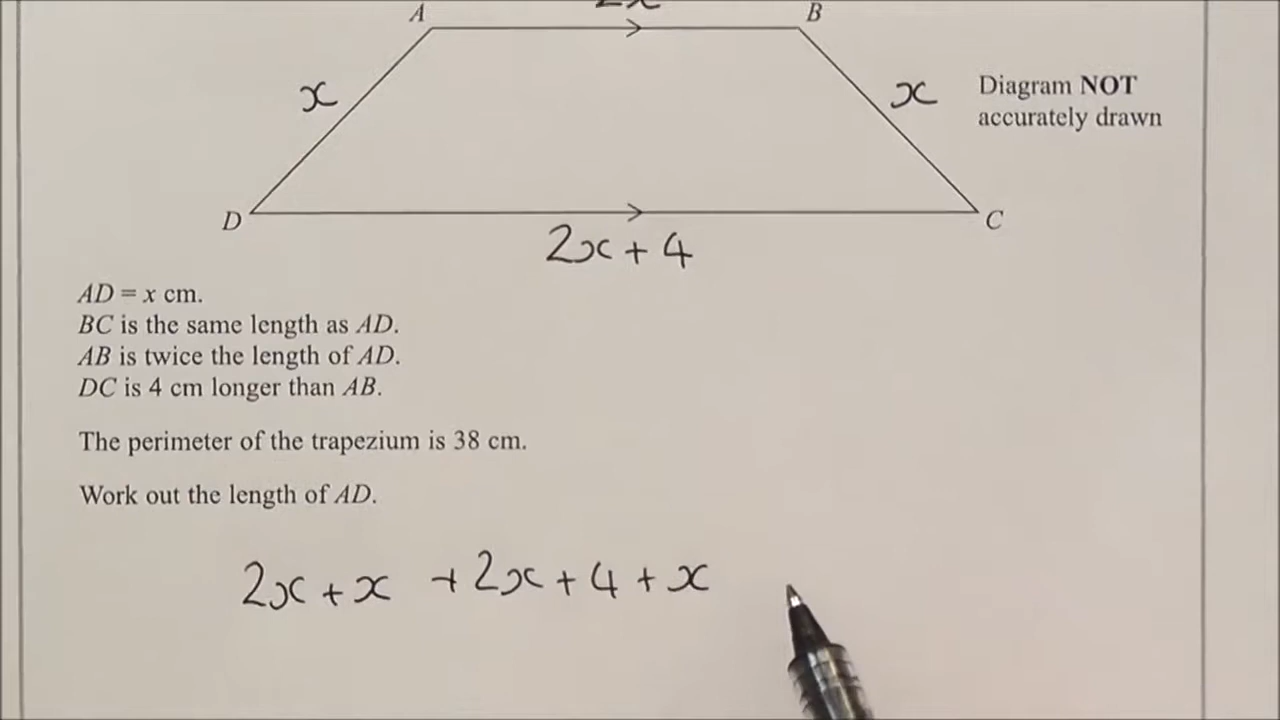 2x
A B
x x Diagram NOT
accurately drawn
D C
2x + 4
AD = x cm.
BC is the same length as AD.
AB is twice the length of AD.
DC is 4 cm longer than AB.
The perimeter of the trapezium is 38 cm.
Work out the length of AD.
2x + x + 2x + 4 + x